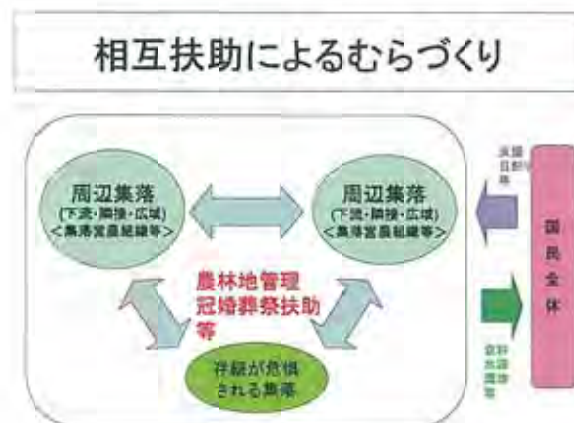 相互扶助によるむらづくり
周辺集落
(下流・隣接・広域)
<集落営農組織等>
周辺集落
(下流・隣接・広域)
<集落営農組織等>
農林地管理
冠婚葬祭扶助
等
存続が危惧
される集落
等
国民全体